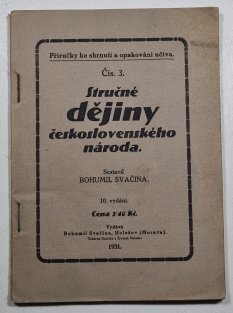 Příručky ke shrnutí a opakování učiva.
Čís. 3.
Stručné
dějiny
československého
národa.
Sestavil
BOHUMIL SVAČINA.
10. vydání.
Cena 3·40 Kč.
Vydává
Bohumil Svačina, Holešov (Morava).
1931.